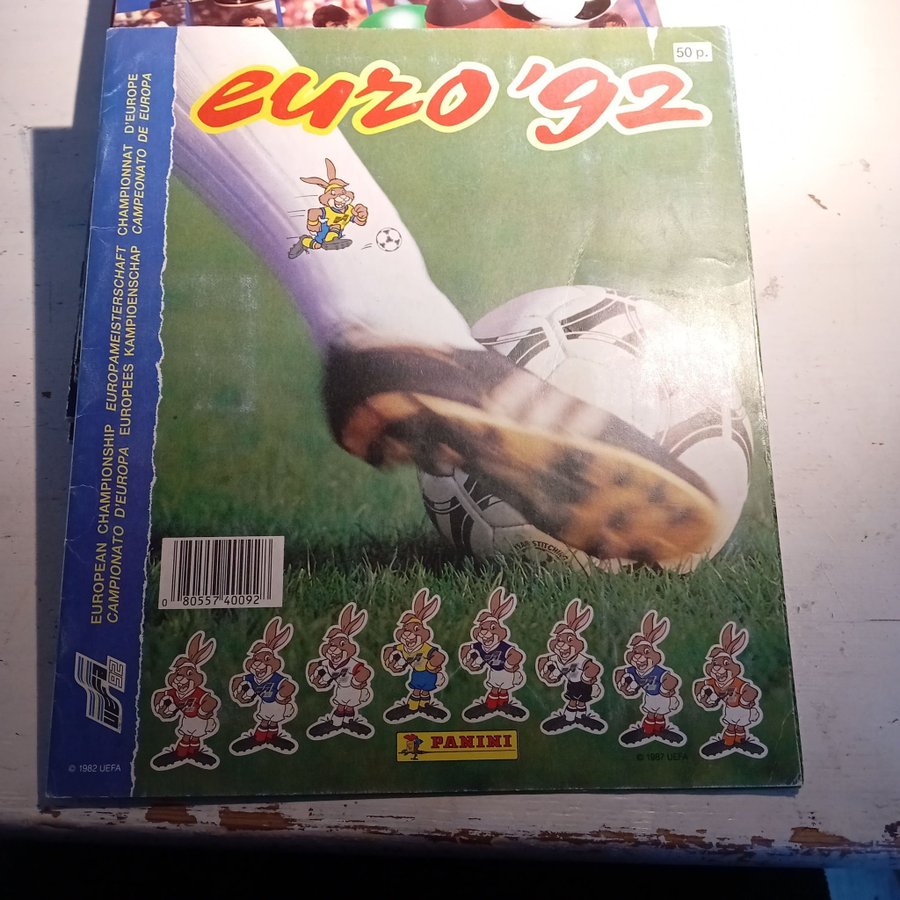 euro '92
50 p.
EUROPEAN CHAMPIONSHIP EUROPAMEISTERSCHAFT CHAMPIONNAT D'EUROPE
CAMPIONATO D'EUROPA EUROPEES KAMPIOENSCHAP CAMPEONATO DE EUROPA
0 80557 40092
PANINI
© 1982 UEFA
© 1987 UEFA